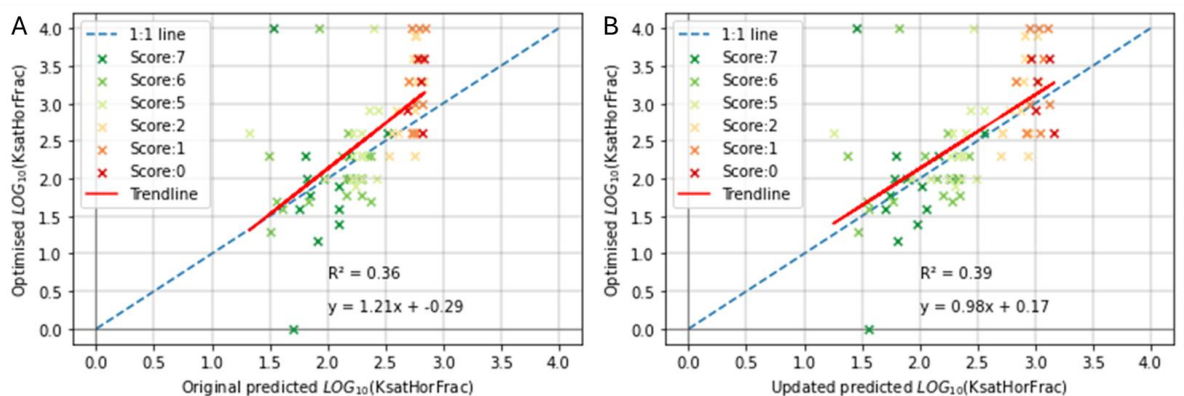 A
4.0
3.5
3.0
2.5
2.0
1.5
1.0
0.5
0.0
Optimised LOG10(KsatHorFrac)
1:1 line
Score:7
Score:6
Score:5
Score:2
Score:1
Score:0
Trendline
R² = 0.36
y = 1.21x + -0.29
0.0 0.5 1.0 1.5 2.0 2.5 3.0 3.5 4.0
Original predicted LOG10(KsatHorFrac)
B
4.0
3.5
3.0
2.5
2.0
1.5
1.0
0.5
0.0
Optimised LOG10(KsatHorFrac)
1:1 line
Score:7
Score:6
Score:5
Score:2
Score:1
Score:0
Trendline
R² = 0.39
y = 0.98x + 0.17
0.0 0.5 1.0 1.5 2.0 2.5 3.0 3.5 4.0
Updated predicted LOG10(KsatHorFrac)